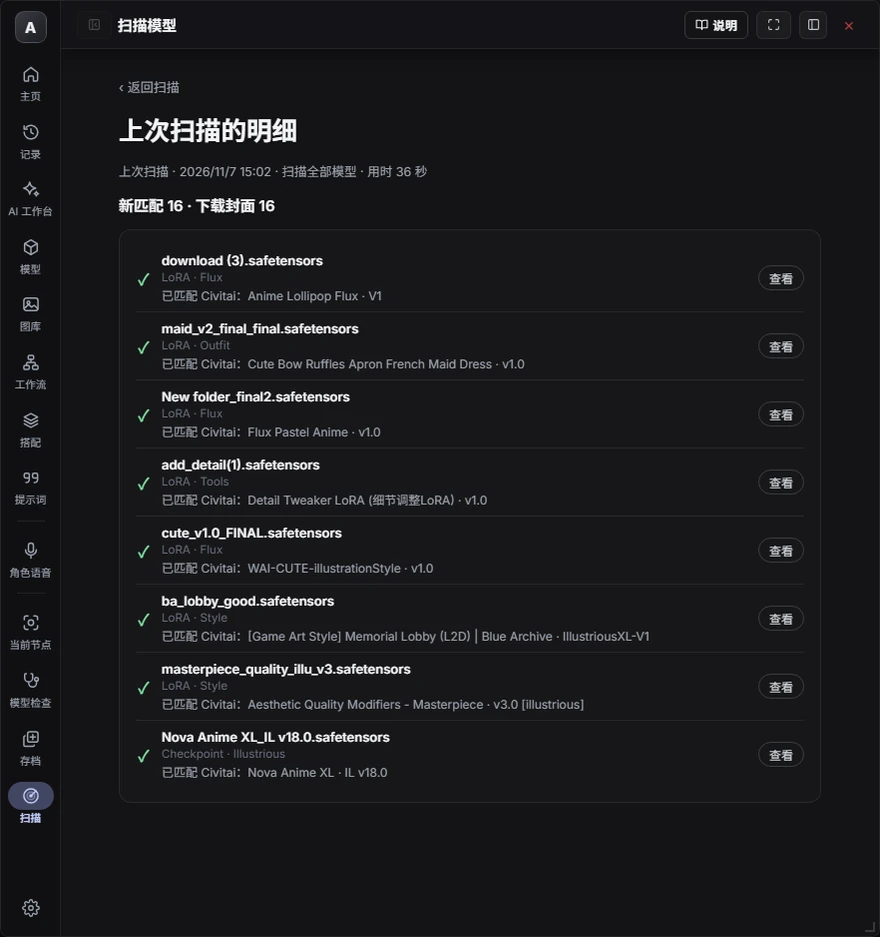 A
扫描模型
说明
主页
记录
AI 工作台
模型
图库
工作流
搭配
提示词
角色语音
当前节点
模型检查
存档
扫描
‹ 返回扫描
上次扫描的明细
上次扫描 · 2026/11/7 15:02 · 扫描全部模型 · 用时 36 秒
新匹配 16 · 下载封面 16
download (3).safetensors
LoRA · Flux
已匹配 Civitai：Anime Lollipop Flux · V1
查看
maid_v2_final_final.safetensors
LoRA · Outfit
已匹配 Civitai：Cute Bow Ruffles Apron French Maid Dress · v1.0
查看
New folder_final2.safetensors
LoRA · Flux
已匹配 Civitai：Flux Pastel Anime · v1.0
查看
add_detail(1).safetensors
LoRA · Tools
已匹配 Civitai：Detail Tweaker LoRA (细节调整LoRA) · v1.0
查看
cute_v1.0_FINAL.safetensors
LoRA · Flux
已匹配 Civitai：WAI-CUTE-illustrationStyle · v1.0
查看
ba_lobby_good.safetensors
LoRA · Style
已匹配 Civitai：[Game Art Style] Memorial Lobby (L2D) | Blue Archive · IllustriousXL-V1
查看
masterpiece_quality_illu_v3.safetensors
LoRA · Style
已匹配 Civitai：Aesthetic Quality Modifiers - Masterpiece · v3.0 [illustrious]
查看
Nova Anime XL_IL v18.0.safetensors
Checkpoint · Illustrious
已匹配 Civitai：Nova Anime XL · IL v18.0
查看